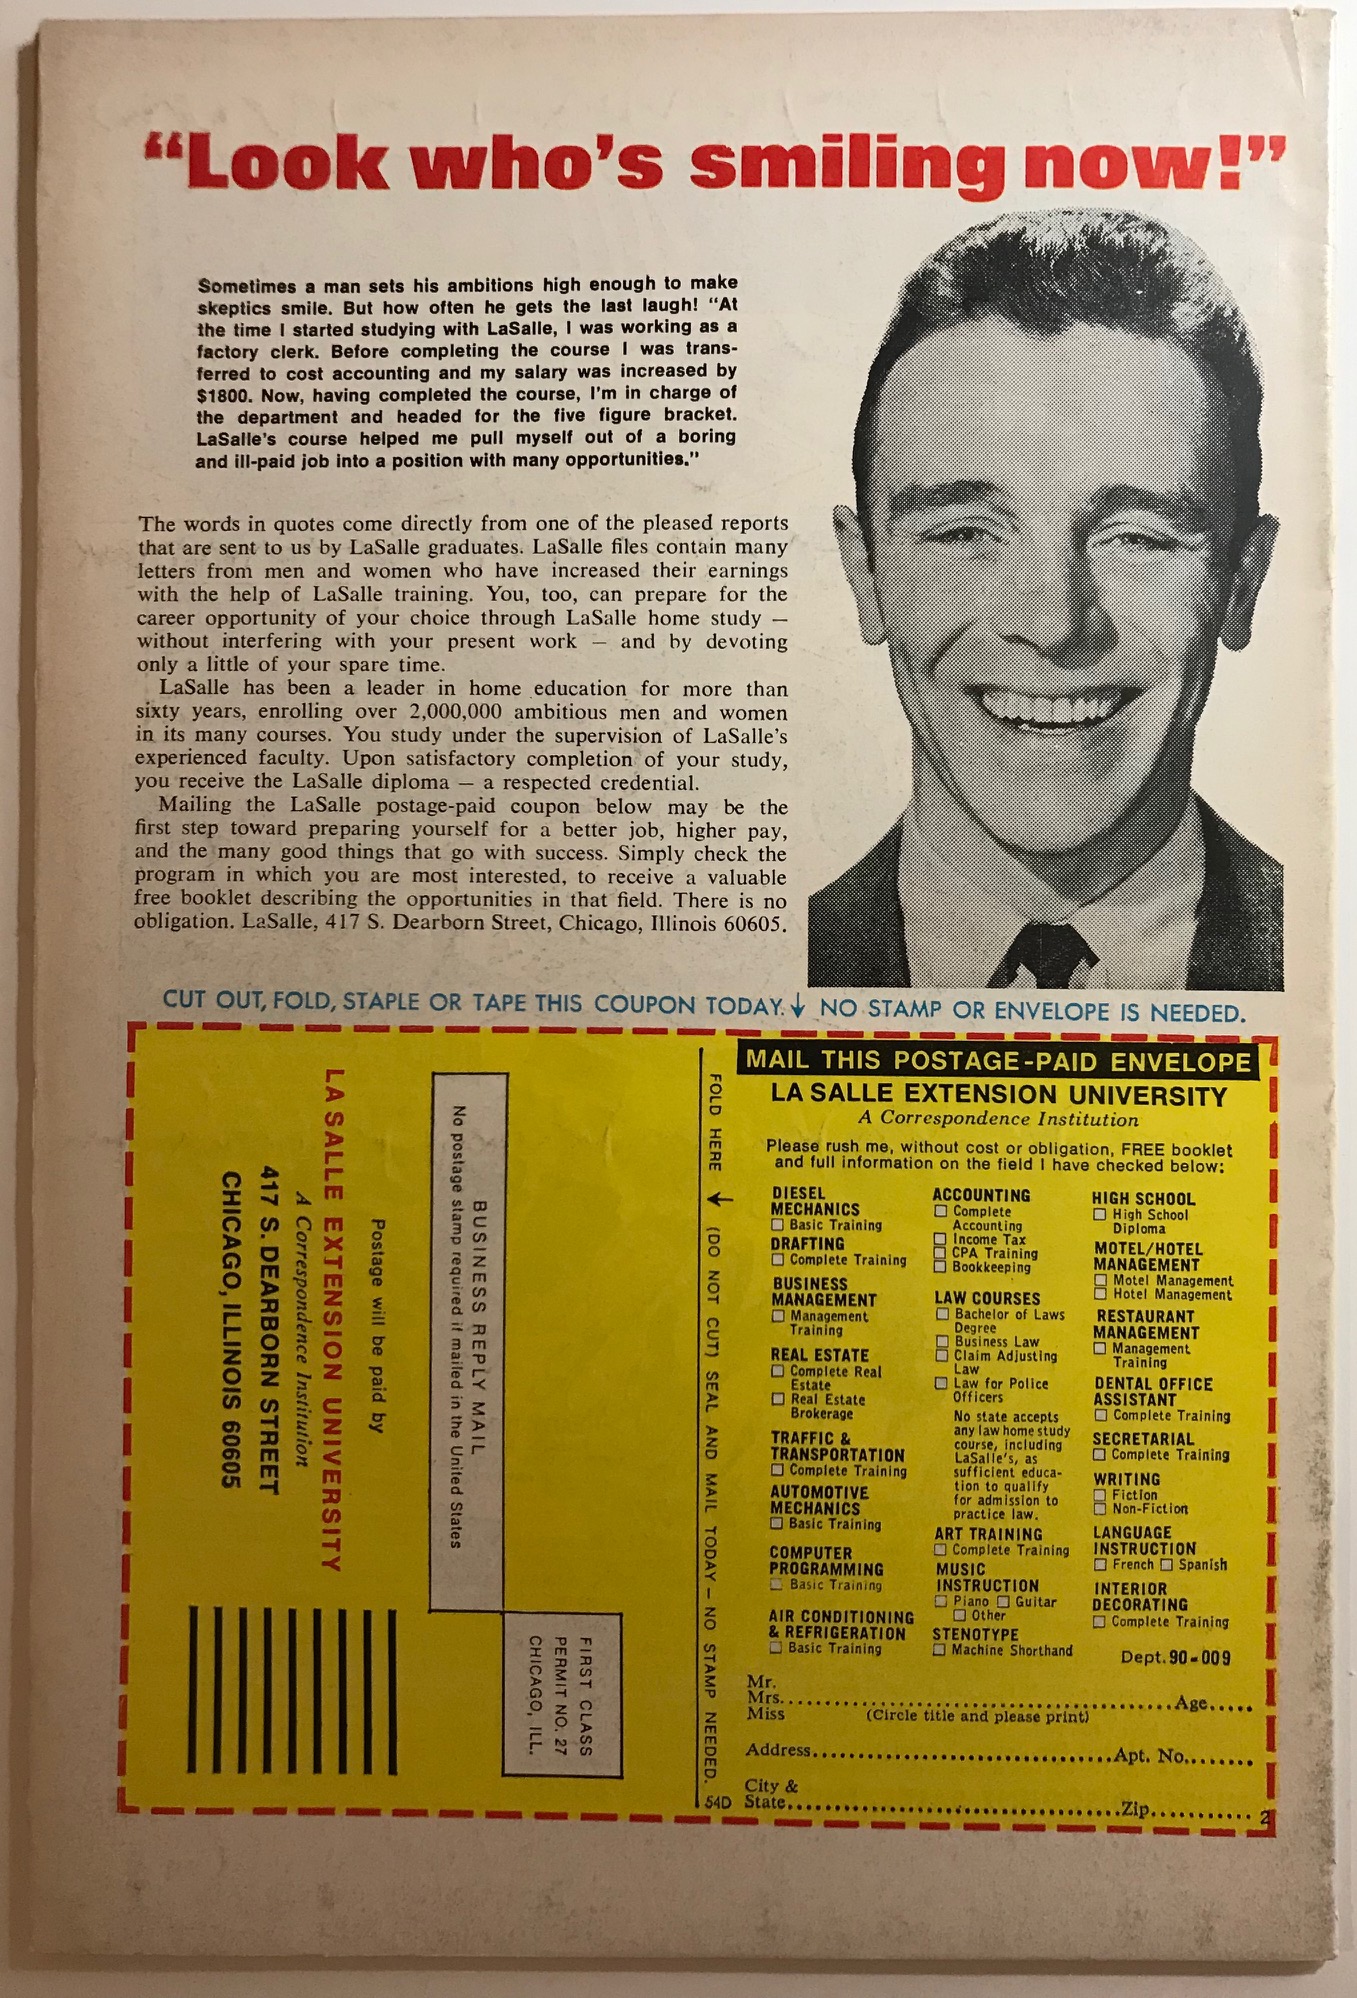 “Look who’s smiling now!”
Sometimes a man sets his ambitions high enough to make
skeptics smile. But how often he gets the last laugh! “At
the time I started studying with LaSalle, I was working as a
factory clerk. Before completing the course I was trans-
ferred to cost accounting and my salary was increased by
$1800. Now, having completed the course, I’m in charge of
the department and headed for the five figure bracket.
LaSalle’s course helped me pull myself out of a boring
and ill-paid job into a position with many opportunities.”
The words in quotes come directly from one of the pleased reports
that are sent to us by LaSalle graduates. LaSalle files contain many
letters from men and women who have increased their earnings
with the help of LaSalle training. You, too, can prepare for the
career opportunity of your choice through LaSalle home study —
without interfering with your present work — and by devoting
only a little of your spare time.
LaSalle has been a leader in home education for more than
sixty years, enrolling over 2,000,000 ambitious men and women
in its many courses. You study under the supervision of LaSalle’s
experienced faculty. Upon satisfactory completion of your study,
you receive the LaSalle diploma — a respected credential.
Mailing the LaSalle postage-paid coupon below may be the
first step toward preparing yourself for a better job, higher pay,
and the many good things that go with success. Simply check the
program in which you are most interested, to receive a valuable
free booklet describing the opportunities in that field. There is no
obligation. LaSalle, 417 S. Dearborn Street, Chicago, Illinois 60605.
CUT OUT, FOLD, STAPLE OR TAPE THIS COUPON TODAY. ↓ NO STAMP OR ENVELOPE IS NEEDED.
FIRST CLASS
PERMIT NO. 27
CHICAGO, ILL.
BUSINESS REPLY MAIL
No postage stamp required if mailed in the United States
Postage will be paid by
LA SALLE EXTENSION UNIVERSITY
A Correspondence Institution
417 S. DEARBORN STREET
CHICAGO, ILLINOIS 60605
FOLD HERE → (DO NOT CUT) SEAL AND MAIL TODAY – NO STAMP NEEDED.
54D
MAIL THIS POSTAGE-PAID ENVELOPE
LA SALLE EXTENSION UNIVERSITY
A Correspondence Institution
Please rush me, without cost or obligation, FREE booklet
and full information on the field I have checked below:
DIESEL
MECHANICS
☐ Basic Training
DRAFTING
☐ Complete Training
BUSINESS
MANAGEMENT
☐ Management
Training
REAL ESTATE
☐ Complete Real
Estate
☐ Real Estate
Brokerage
TRAFFIC &
TRANSPORTATION
☐ Complete Training
AUTOMOTIVE
MECHANICS
☐ Basic Training
COMPUTER
PROGRAMMING
☐ Basic Training
AIR CONDITIONING
& REFRIGERATION
☐ Basic Training
ACCOUNTING
☐ Complete
Accounting
☐ Income Tax
☐ CPA Training
☐ Bookkeeping
LAW COURSES
☐ Bachelor of Laws
Degree
☐ Business Law
☐ Claim Adjusting
Law
☐ Law for Police
Officers
No state accepts
any law home study
course, including
LaSalle’s, as
sufficient educa-
tion to qualify
for admission to
practice law.
ART TRAINING
☐ Complete Training
MUSIC
INSTRUCTION
☐ Piano ☐ Guitar
☐ Other
STENOTYPE
☐ Machine Shorthand
HIGH SCHOOL
☐ High School
Diploma
MOTEL/HOTEL
MANAGEMENT
☐ Motel Management
☐ Hotel Management
RESTAURANT
MANAGEMENT
☐ Management
Training
DENTAL OFFICE
ASSISTANT
☐ Complete Training
SECRETARIAL
☐ Complete Training
WRITING
☐ Fiction
☐ Non-Fiction
LANGUAGE
INSTRUCTION
☐ French ☐ Spanish
INTERIOR
DECORATING
☐ Complete Training
Dept. 90-009
Mr.
Mrs. ........ Age.....
Miss (Circle title and please print)
Address ........ Apt. No........
City &
State ........ Zip..........
2